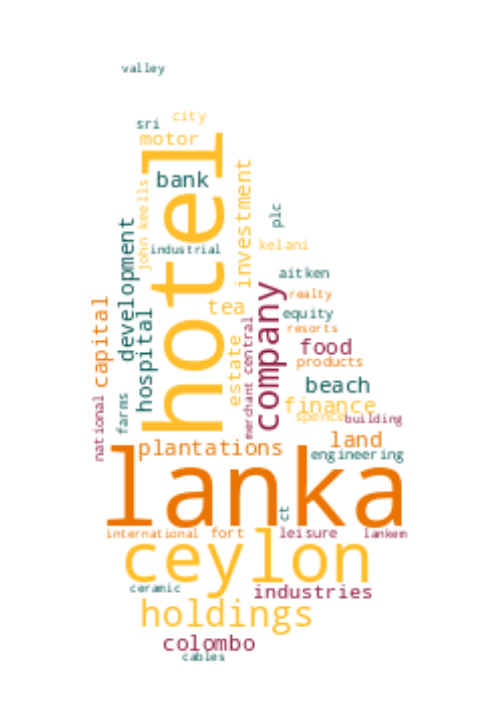 valley
city
sri
motor
hotel
bank
john keells
investment
plc
development
industrial
kelani
aitken
company
realty
capital
tea
hospital
equity
resorts
merchant central
food
estate
products
beach
national
farms
finance
spence
building
land
plantations
engineering
lanka
ct
international
fort
leisure
lankem
ceylon
ceramic
industries
holdings
colombo
cables